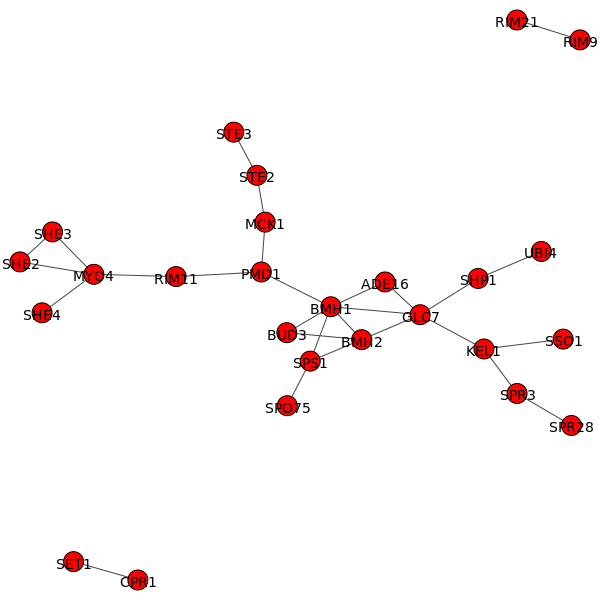 RIM21
RIM9
STE3
STE2
MCK1
SHE3
SHE2
MYO4
RIM11
PMD1
SHE4
UBI4
SHP1
ADE16
BMH1
GLC7
BUD3
BMH2
SSO1
KEL1
SPS1
SPR3
SPO75
SPR28
SET1
CPR1